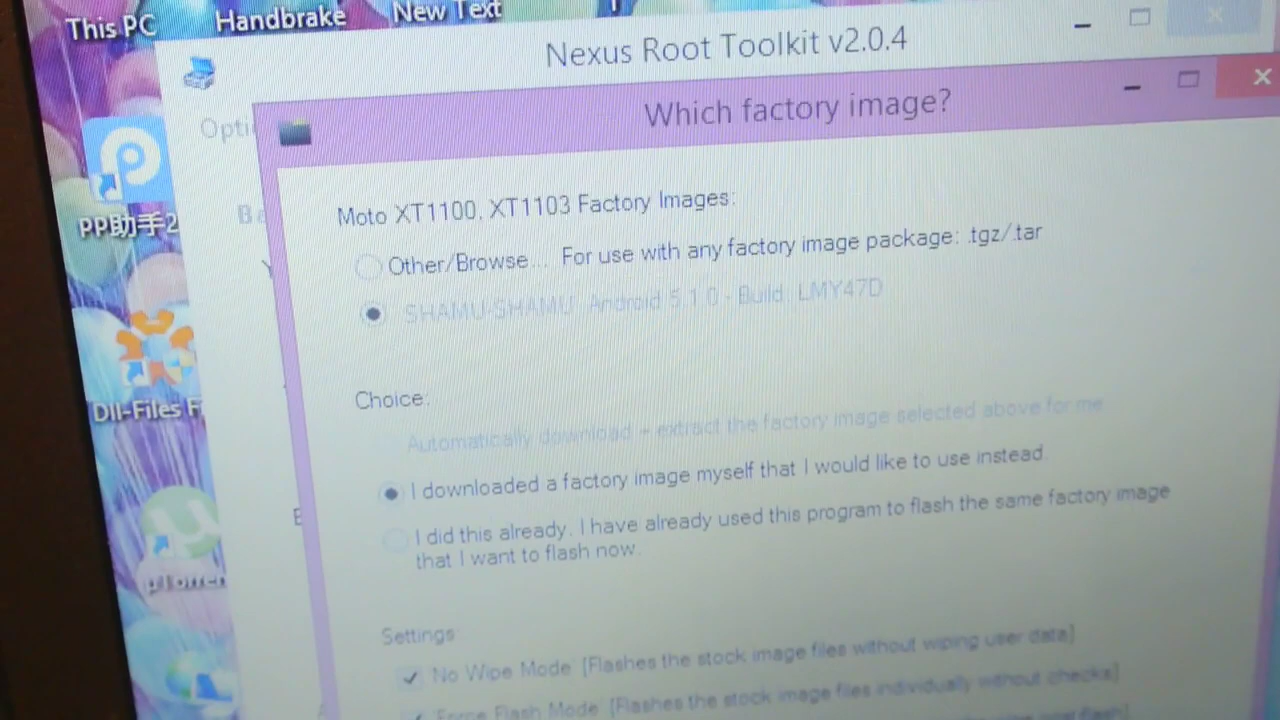 This PC
Handbrake
New Text
Nexus Root Toolkit v2.0.4
Which factory image?
Opti
PP助手2
Moto XT1100, XT1103 Factory Images:
Other/Browse... For use with any factory image package: .tgz/.tar
SHAMU-SHAMU: Android 5.1.0 - Build: LMY47D
Dll-Files F
Choice:
Automatically download + extract the factory image selected above for me
I downloaded a factory image myself that I would like to use instead.
I did this already. I have already used this program to flash the same factory image
that I want to flash now.
Settings
No Wipe Mode [Flashes the stock image files without wiping user data]
Force Flash Mode [Flashes the stock image files individually without checks]